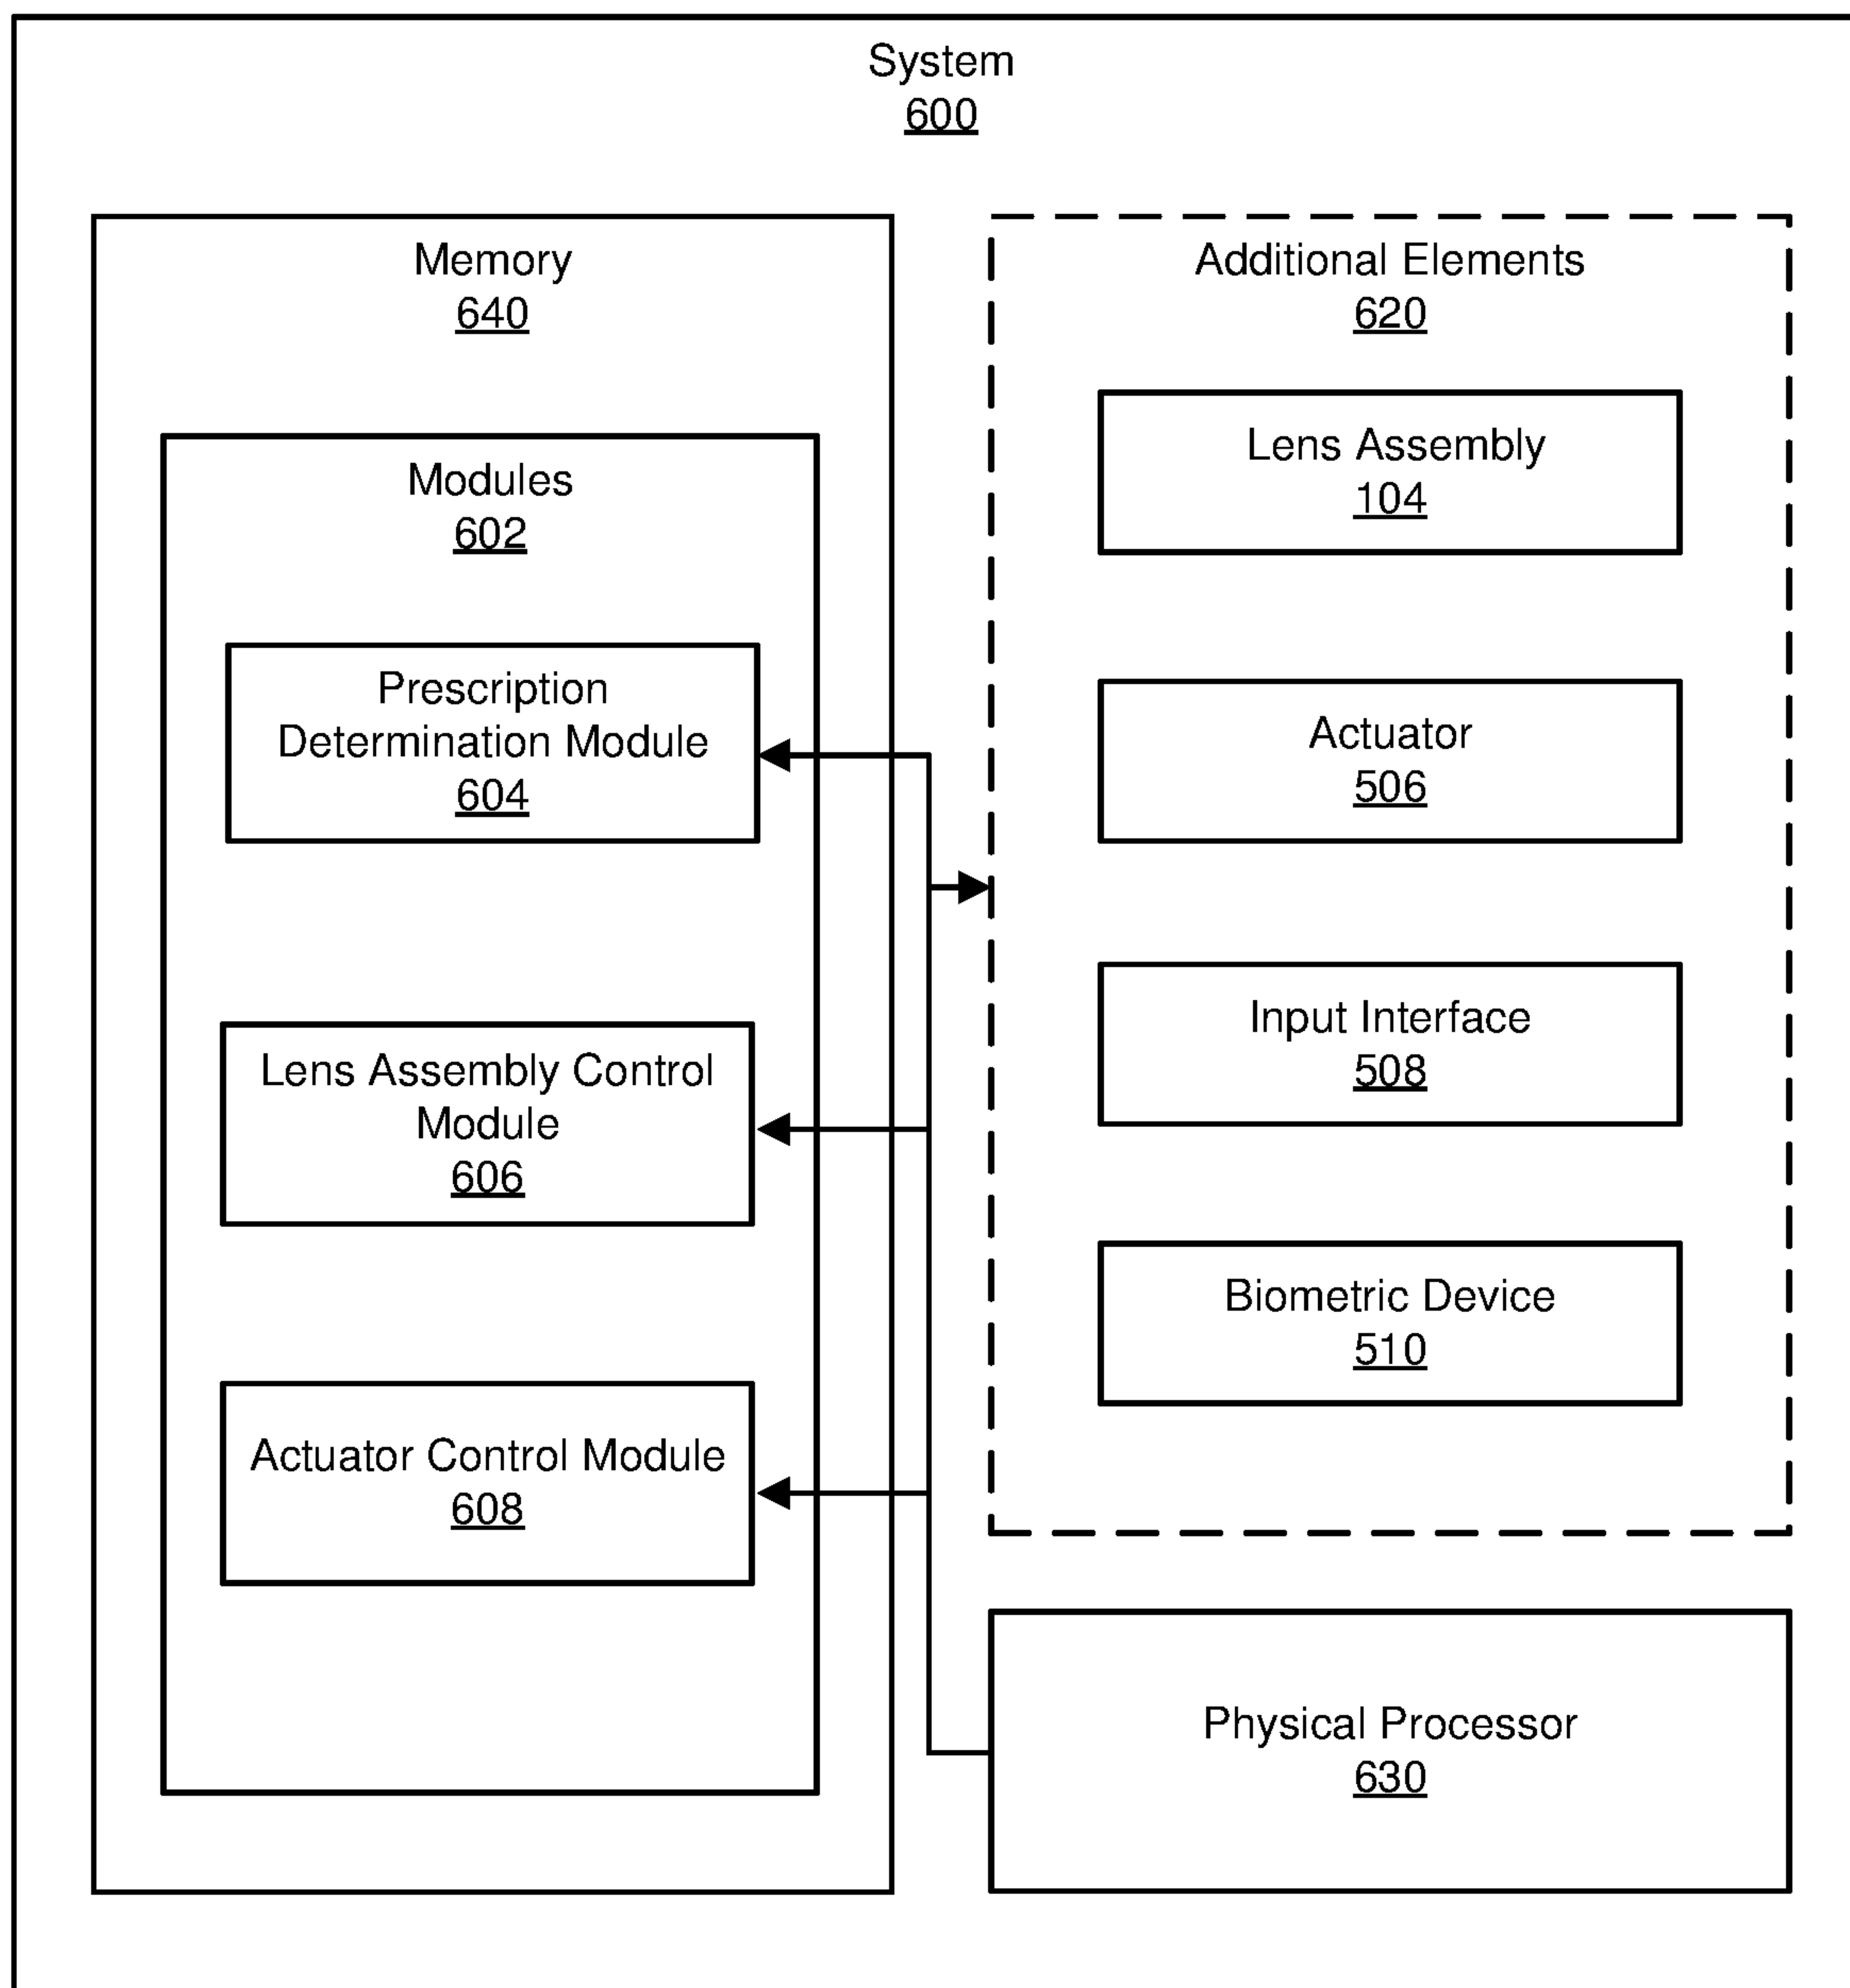 System
600
Memory
640
Modules
602
Prescription
Determination Module
604
Lens Assembly Control
Module
606
Actuator Control Module
608
Additional Elements
620
Lens Assembly
104
Actuator
506
Input Interface
508
Biometric Device
510
Physical Processor
630